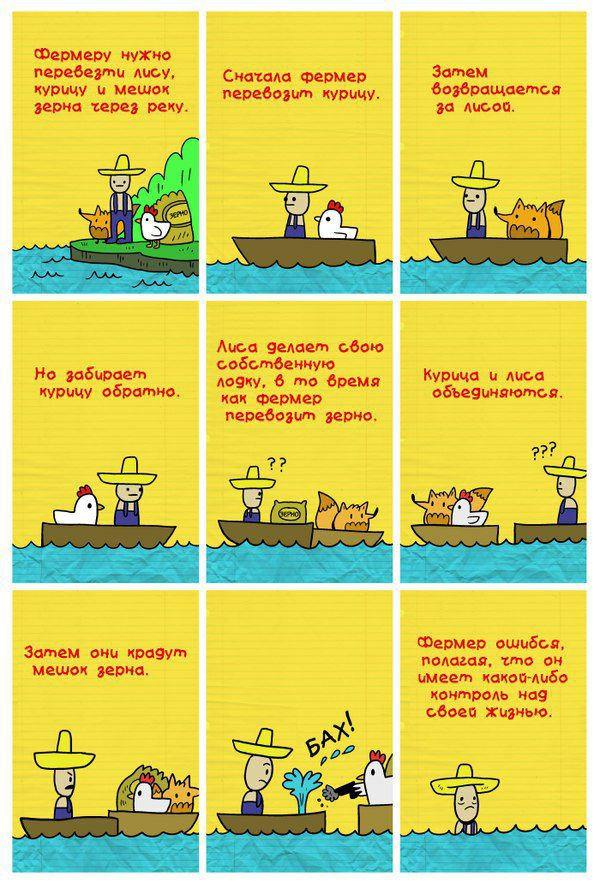 Фермеру нужно
перевезти лису,
курицу и мешок
зерна через реку.
ЗЕРНО
Сначала фермер
перевозит курицу.
Затем
возвращается
за лисой.
Но забирает
курицу обратно.
Лиса делает свою
собственную
лодку, в то время
как фермер
перевозит зерно.
??
ЗЕРНО
Курица и лиса
объединяются.
???
Затем они крадут
мешок зерна.
БАХ!
Фермер ошибся,
полагая, что он
имеет какой-либо
контроль над
своей жизнью.